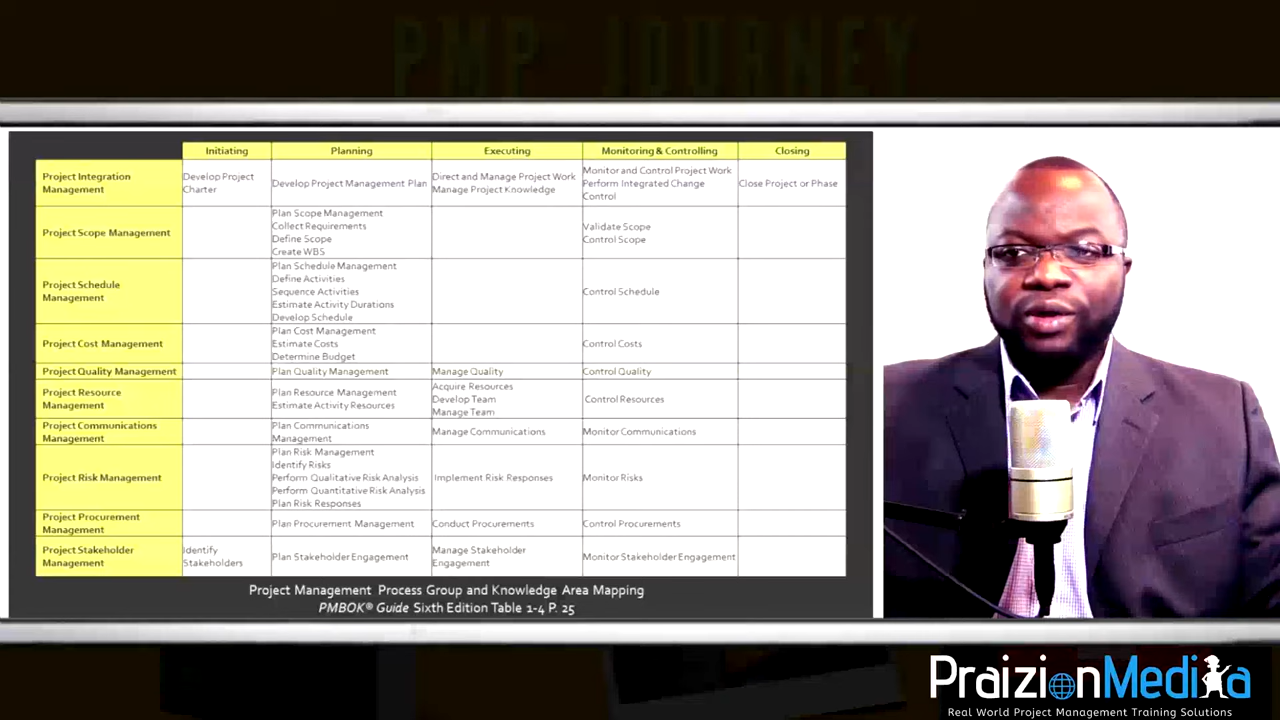 PMP JOURNEY
Initiating Planning Executing Monitoring & Controlling Closing
Project Integration
Management
Develop Project
Charter
Develop Project Management Plan
Direct and Manage Project Work
Manage Project Knowledge
Monitor and Control Project Work
Perform Integrated Change
Control
Close Project or Phase
Project Scope Management
Plan Scope Management
Collect Requirements
Define Scope
Create WBS
Validate Scope
Control Scope
Project Schedule
Management
Plan Schedule Management
Define Activities
Sequence Activities
Estimate Activity Durations
Develop Schedule
Control Schedule
Project Cost Management
Plan Cost Management
Estimate Costs
Determine Budget
Control Costs
Project Quality Management
Plan Quality Management
Manage Quality
Control Quality
Project Resource
Management
Plan Resource Management
Estimate Activity Resources
Acquire Resources
Develop Team
Manage Team
Control Resources
Project Communications
Management
Plan Communications
Management
Manage Communications
Monitor Communications
Project Risk Management
Plan Risk Management
Identify Risks
Perform Qualitative Risk Analysis
Perform Quantitative Risk Analysis
Plan Risk Responses
Implement Risk Responses
Monitor Risks
Project Procurement
Management
Plan Procurement Management
Conduct Procurements
Control Procurements
Project Stakeholder
Management
Identify
Stakeholders
Plan Stakeholder Engagement
Manage Stakeholder
Engagement
Monitor Stakeholder Engagement
Project Management Process Group and Knowledge Area Mapping
PMBOK® Guide Sixth Edition Table 1-4 P. 25
PraizionMedia
Real World Project Management Training Solutions